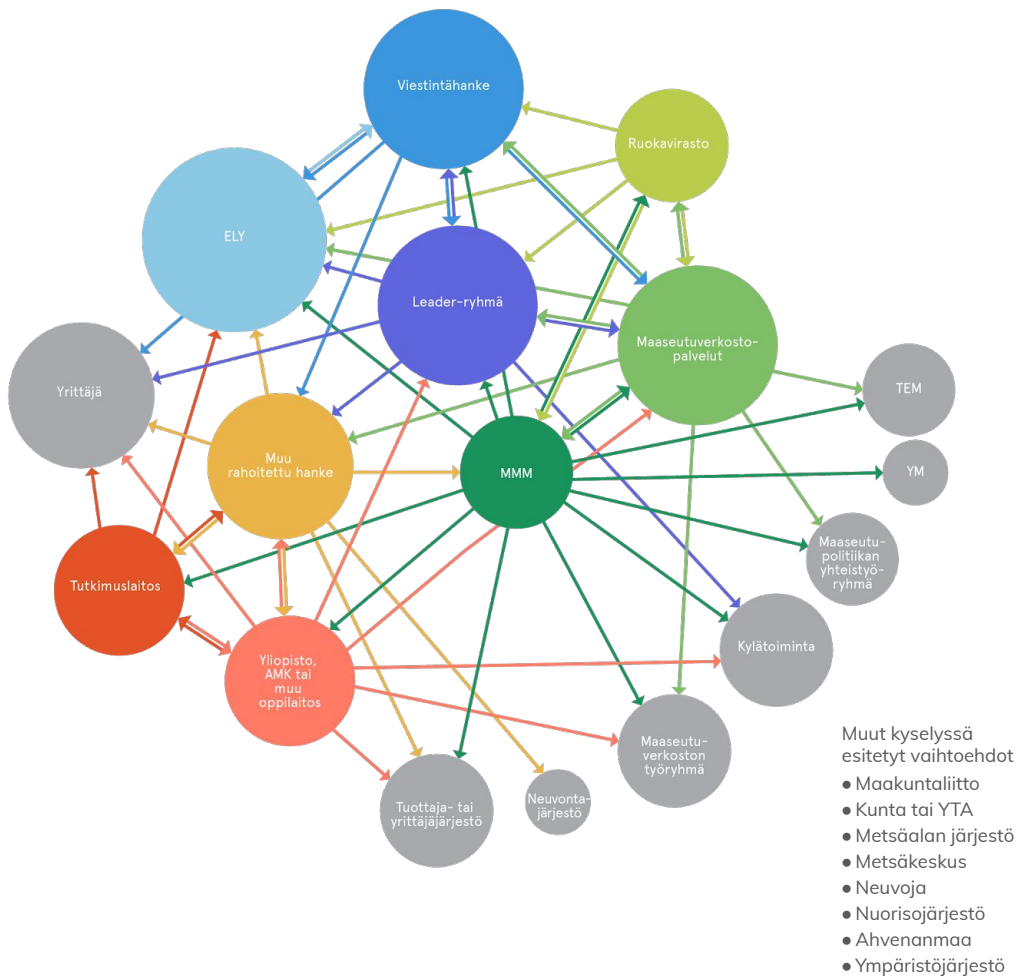 Viestintähanke
Ruokavirasto
ELY
Leader-ryhmä
Maaseutuverkosto-
palvelut
Yrittäjä
TEM
Muu
rahoitettu hanke
MMM
YM
Maaseutu-
politiikan
yhteistyö-
ryhmä
Tutkimuslaitos
Kylätoiminta
Yliopisto,
AMK tai
muu
oppilaitos
Maaseutu-
verkoston
työryhmä
Tuottaja- tai
yrittäjäjärjestö
Neuvonta-
järjestö
Muut kyselyssä
esitetyt vaihtoehdot
• Maakuntaliitto
• Kunta tai YTA
• Metsäalan järjestö
• Metsäkeskus
• Neuvoja
• Nuorisojärjestö
• Ahvenanmaa
• Ympäristöjärjestö